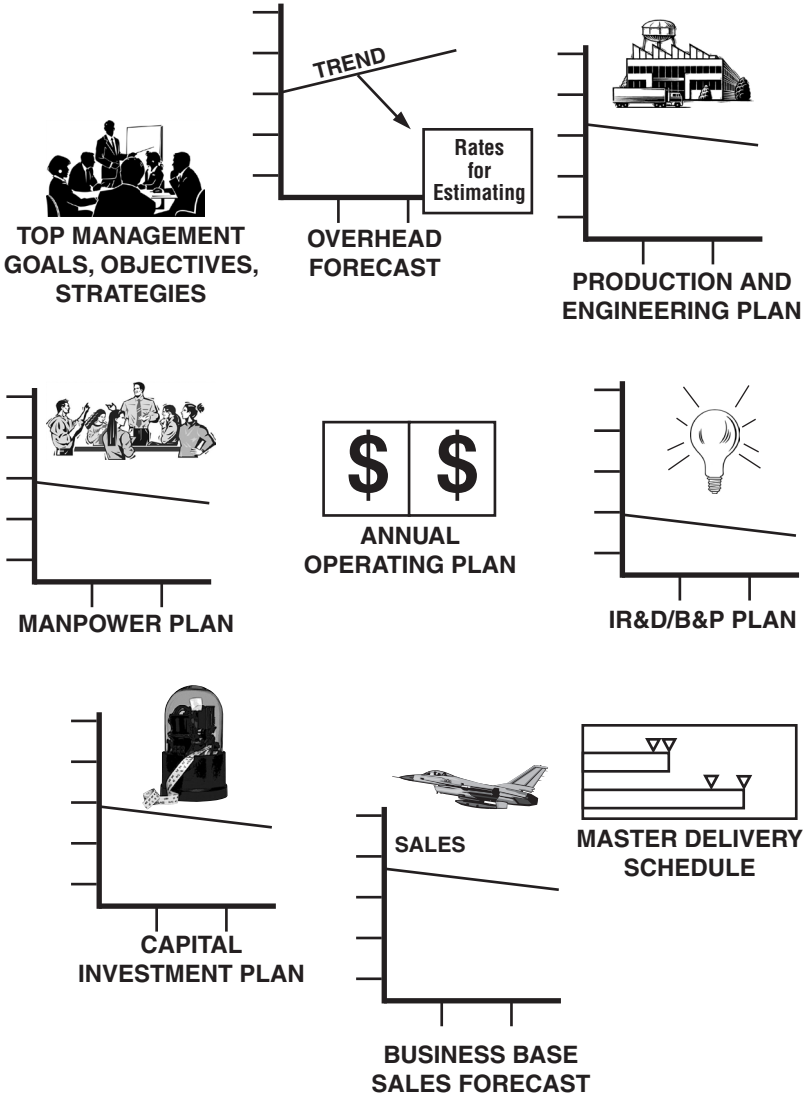 TREND
Rates
for
Estimating
TOP MANAGEMENT
GOALS, OBJECTIVES,
STRATEGIES
OVERHEAD
FORECAST
PRODUCTION AND
ENGINEERING PLAN
$ $
ANNUAL
OPERATING PLAN
MANPOWER PLAN
IR&D/B&P PLAN
CAPITAL
INVESTMENT PLAN
SALES
MASTER DELIVERY
SCHEDULE
BUSINESS BASE
SALES FORECAST